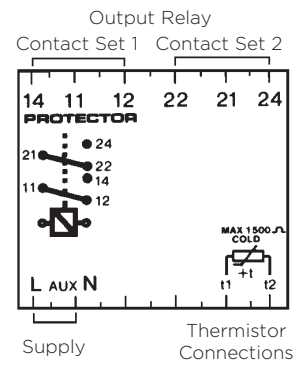 Output Relay
Contact Set 1 Contact Set 2
14 11 12 22 21 24
PROTECTOR
24
21
22
14
11
12
MAX 1500 Ω
COLD
+t
L AUX N
t1 t2
Supply
Thermistor
Connections